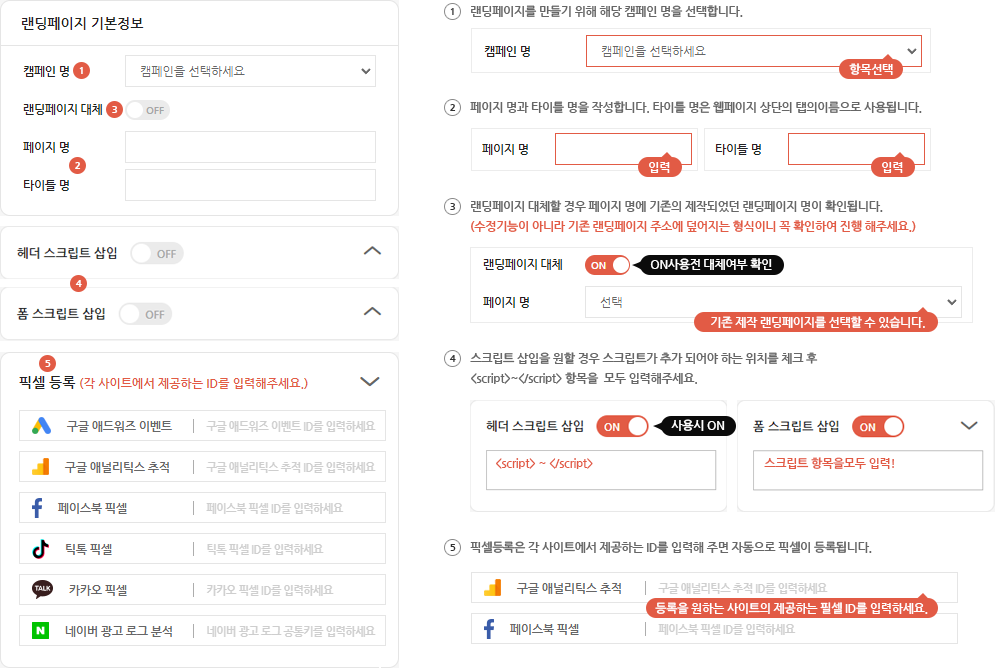 랜딩페이지 기본정보
캠페인 명 1
캠페인을 선택하세요
랜딩페이지 대체 3 OFF
페이지 명
2
타이틀 명
헤더 스크립트 삽입 OFF
4
폼 스크립트 삽입 OFF
5
픽셀 등록 (각 사이트에서 제공하는 ID를 입력해주세요.)
구글 애드워즈 이벤트 | 구글 애드워즈 이벤트 ID를 입력하세요
구글 애널리틱스 추적 | 구글 애널리틱스 추적 ID를 입력하세요
페이스북 픽셀 | 페이스북 픽셀 ID를 입력하세요
틱톡 픽셀 | 틱톡 픽셀 ID를 입력하세요
TALK 카카오 픽셀 | 카카오 픽셀 ID를 입력하세요
N 네이버 광고 로그 분석 | 네이버 광고 로그 공통키를 입력하세요
1 랜딩페이지를 만들기 위해 해당 캠페인 명을 선택합니다.
캠페인 명 캠페인을 선택하세요
항목선택
2 페이지 명과 타이틀 명을 작성합니다. 타이틀 명은 웹페이지 상단의 탭의이름으로 사용됩니다.
페이지 명
입력
타이틀 명
입력
3 랜딩페이지 대체할 경우 페이지 명에 기존의 제작되었던 랜딩페이지 명이 확인됩니다.
(수정기능이 아니라 기존 랜딩페이지 주소에 덮어지는 형식이니 꼭 확인하여 진행 해주세요.)
랜딩페이지 대체 ON ON사용전 대체여부 확인
페이지 명 선택
기존 제작 랜딩페이지를 선택할 수 있습니다.
4 스크립트 삽입을 원할 경우 스크립트가 추가 되어야 하는 위치를 체크 후
<script>~</script> 항목을 모두 입력해주세요.
헤더 스크립트 삽입 ON 사용시 ON
<script> ~ </script>
폼 스크립트 삽입 ON
스크립트 항목을모두 입력!
5 픽셀등록은 각 사이트에서 제공하는 ID를 입력해 주면 자동으로 픽셀이 등록됩니다.
구글 애널리틱스 추적 | 구글 애널리틱스 추적 ID를 입력하세요
등록을 원하는 사이트의 제공하는 필셀 ID를 입력하세요.
페이스북 픽셀 | 페이스북 픽셀 ID를 입력하세요